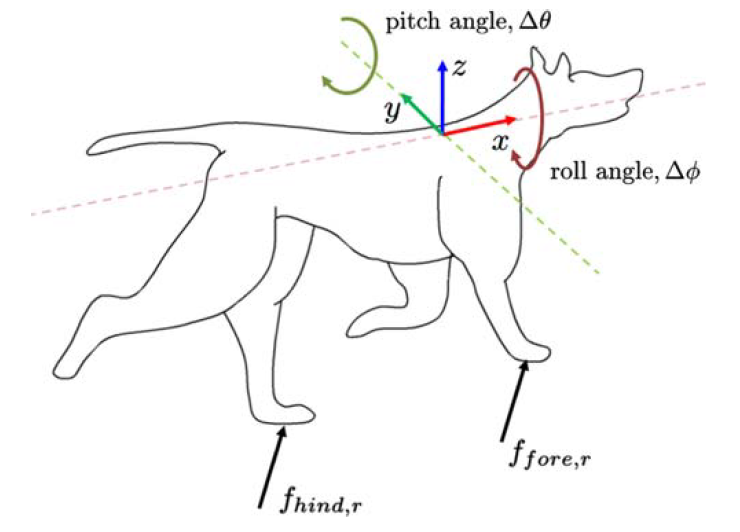 pitch angle, Δθ
z
y
x
roll angle, Δϕ
f_{fore,r}
f_{hind,r}